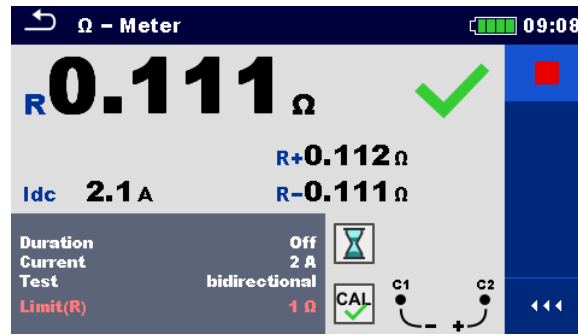 Ω – Meter 09:08
R0.111 Ω
R+0.112 Ω
Idc 2.1 A R-0.111 Ω
Duration Off
Current 2 A
Test bidirectional
Limit(R) 1 Ω
CAL
C1 C2
- +